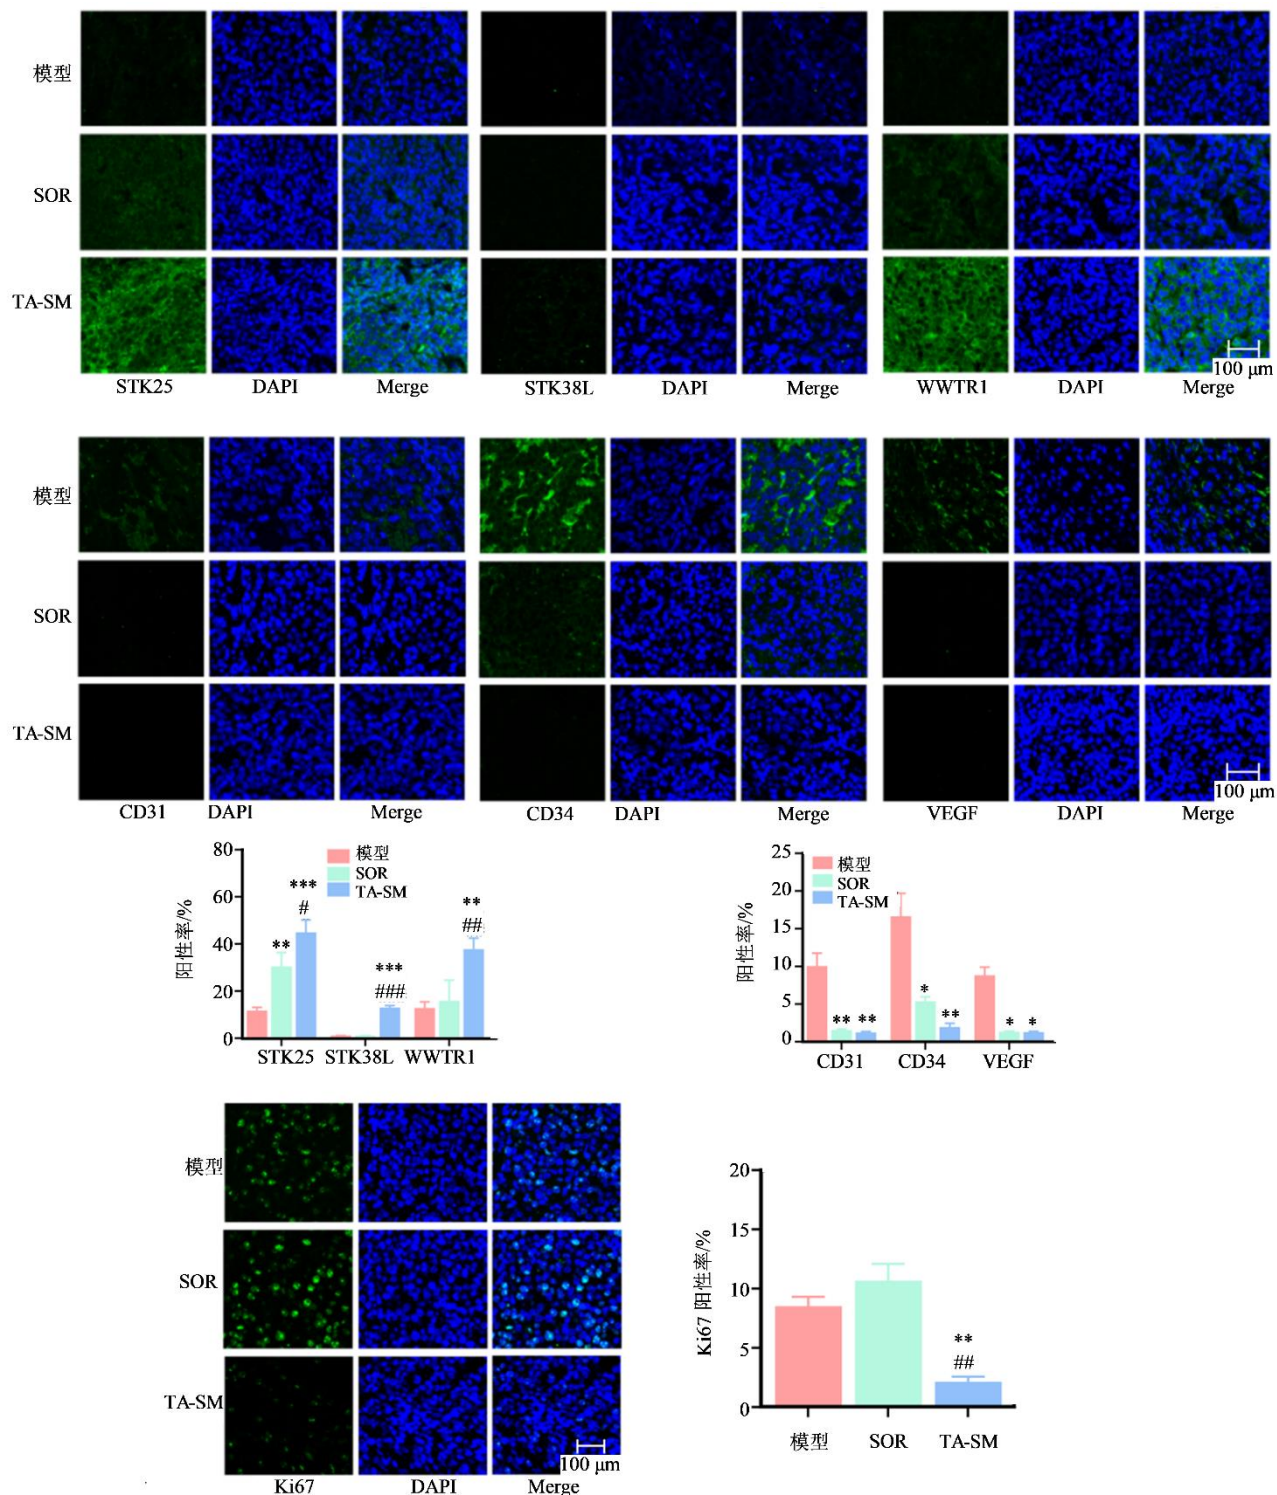 模型
SOR
TA-SM
STK25 DAPI Merge STK38L DAPI Merge WWTR1 DAPI Merge
100 μm
模型
SOR
TA-SM
CD31 DAPI Merge CD34 DAPI Merge VEGF DAPI Merge
100 μm
阳性率/%
80
60
40
20
0
模型
SOR
TA-SM
**
***
#
***
###
**
##
STK25 STK38L WWTR1
阳性率/%
25
20
15
10
5
0
模型
SOR
TA-SM
** **
*
**
* *
CD31 CD34 VEGF
模型
SOR
TA-SM
100 μm
Ki67 DAPI Merge
Ki67 阳性率/%
20
15
10
5
0
**
##
模型 SOR TA-SM